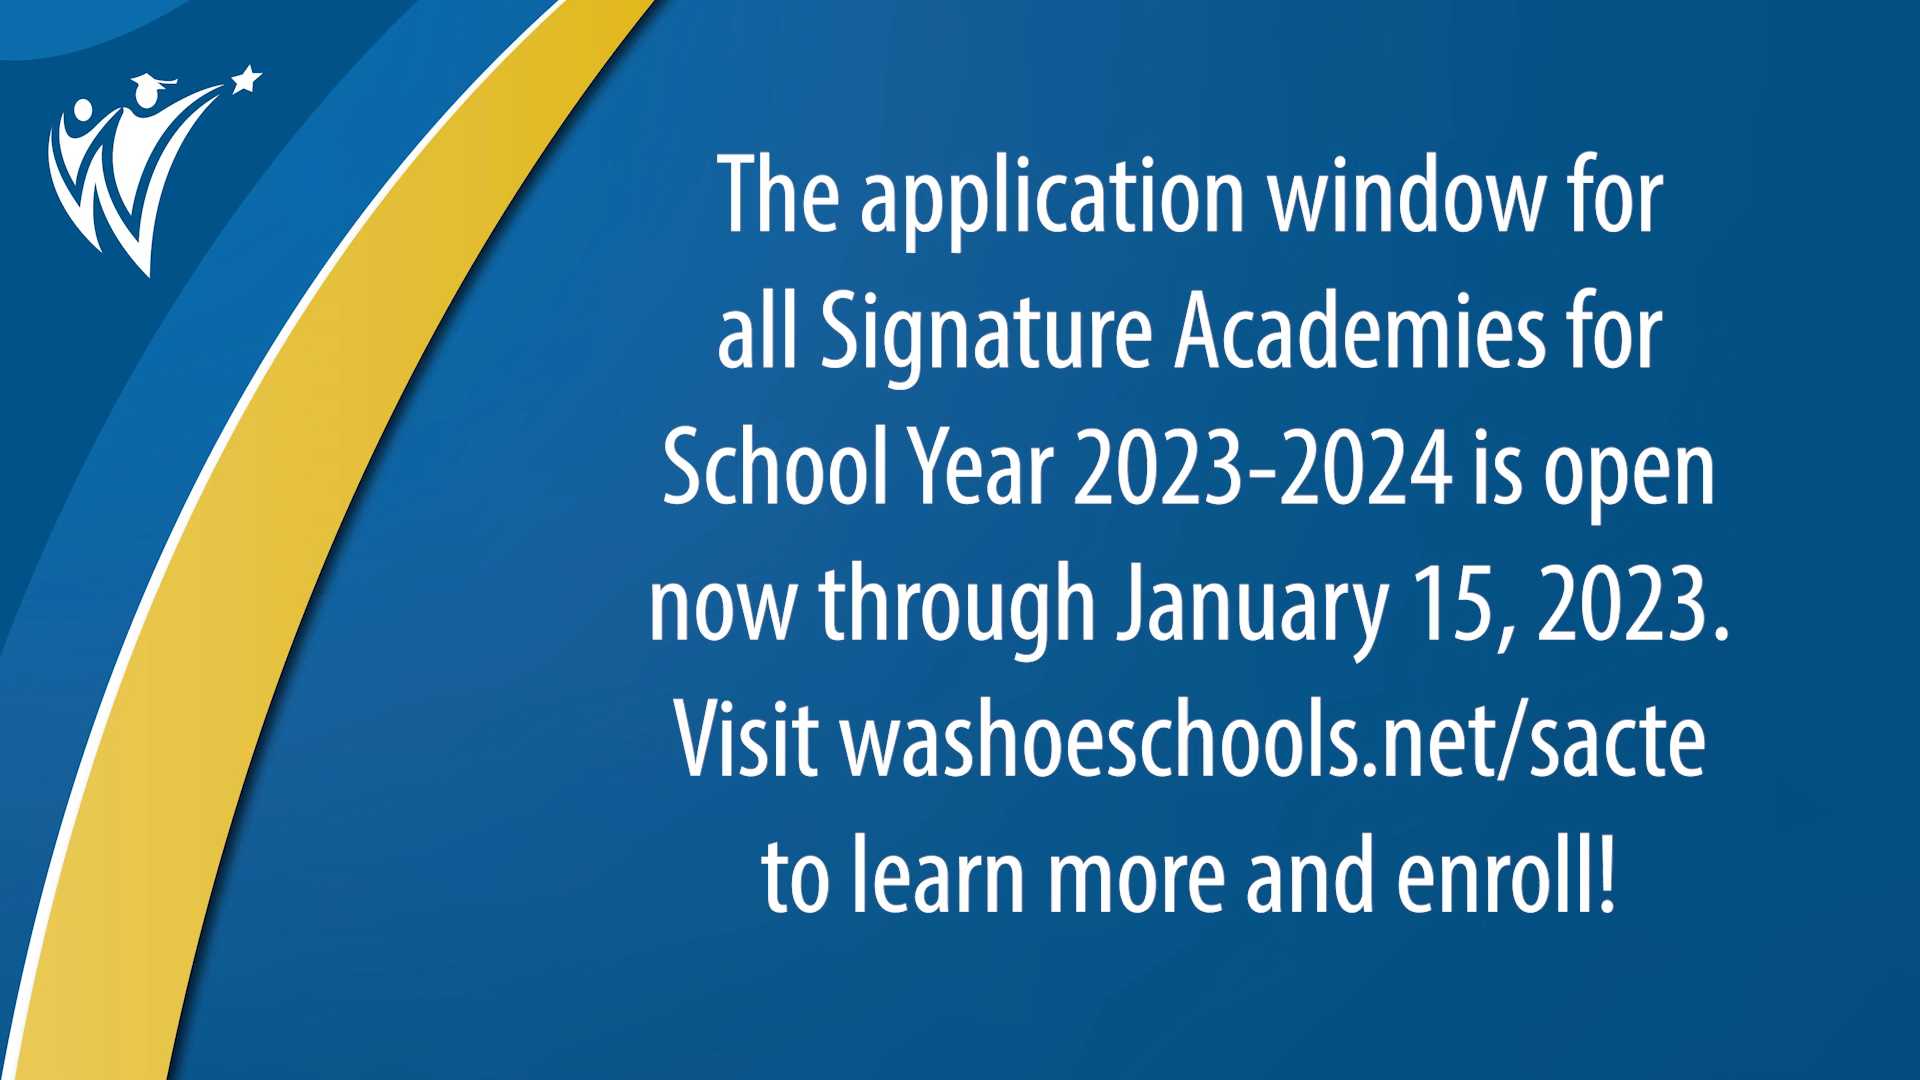 The application window for
all Signature Academies for
School Year 2023-2024 is open
now through January 15, 2023.
Visit washoeschools.net/sacte
to learn more and enroll!